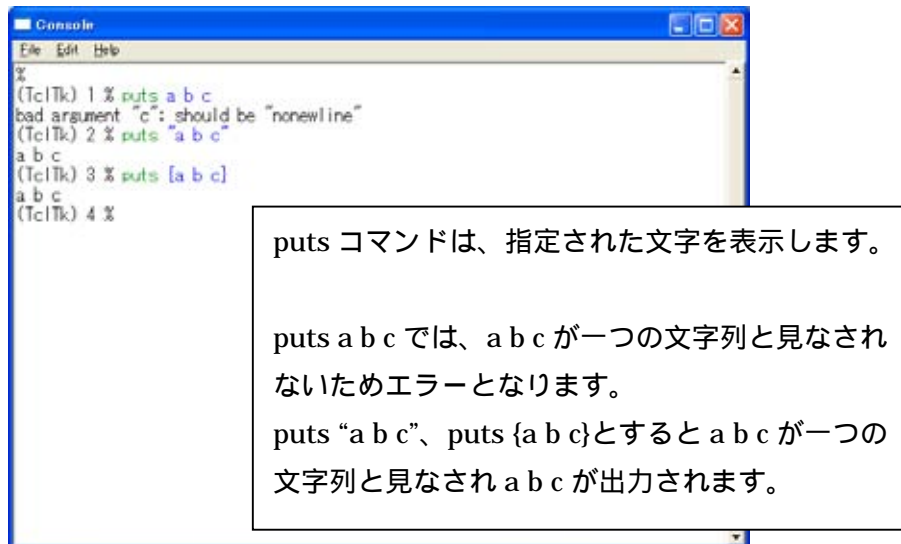 Console
File Edit Help
%
(TclTk) 1 % puts a b c
bad argument "c": should be "nonewline"
(TclTk) 2 % puts "a b c"
a b c
(TclTk) 3 % puts {a b c}
a b c
(TclTk) 4 %
puts コマンドは、指定された文字を表示します。
puts a b c では、a b c が一つの文字列と見なされ
ないためエラーとなります。
puts “a b c”、puts {a b c}とすると a b c が一つの
文字列と見なされ a b c が出力されます。